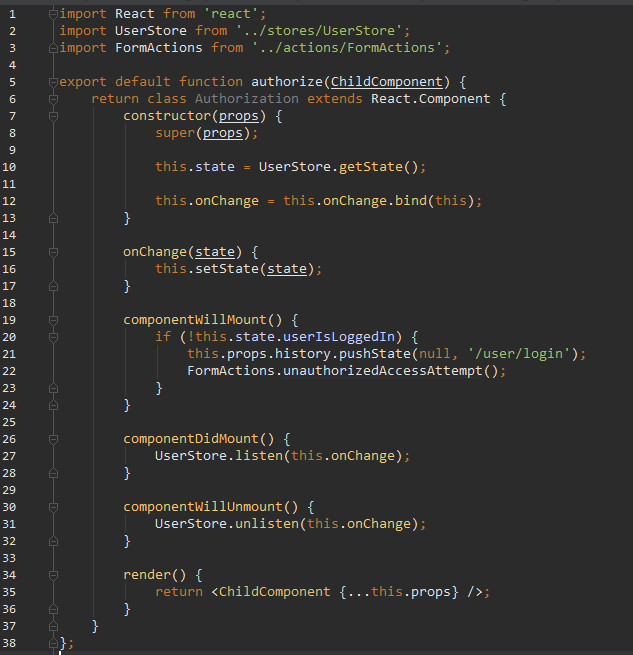 1 import React from 'react';
2 import UserStore from '../stores/UserStore';
3 import FormActions from '../actions/FormActions';
4
5 export default function authorize(ChildComponent) {
6     return class Authorization extends React.Component {
7         constructor(props) {
8             super(props);
9
10             this.state = UserStore.getState();
11
12             this.onChange = this.onChange.bind(this);
13         }
14
15         onChange(state) {
16             this.setState(state);
17         }
18
19         componentWillMount() {
20             if (!this.state.userIsLoggedIn) {
21                 this.props.history.pushState(null, '/user/login');
22                 FormActions.unauthorizedAccessAttempt();
23             }
24         }
25
26         componentDidMount() {
27             UserStore.listen(this.onChange);
28         }
29
30         componentWillUnmount() {
31             UserStore.unlisten(this.onChange);
32         }
33
34         render() {
35             return <ChildComponent {...this.props} />;
36         }
37     }
38 };